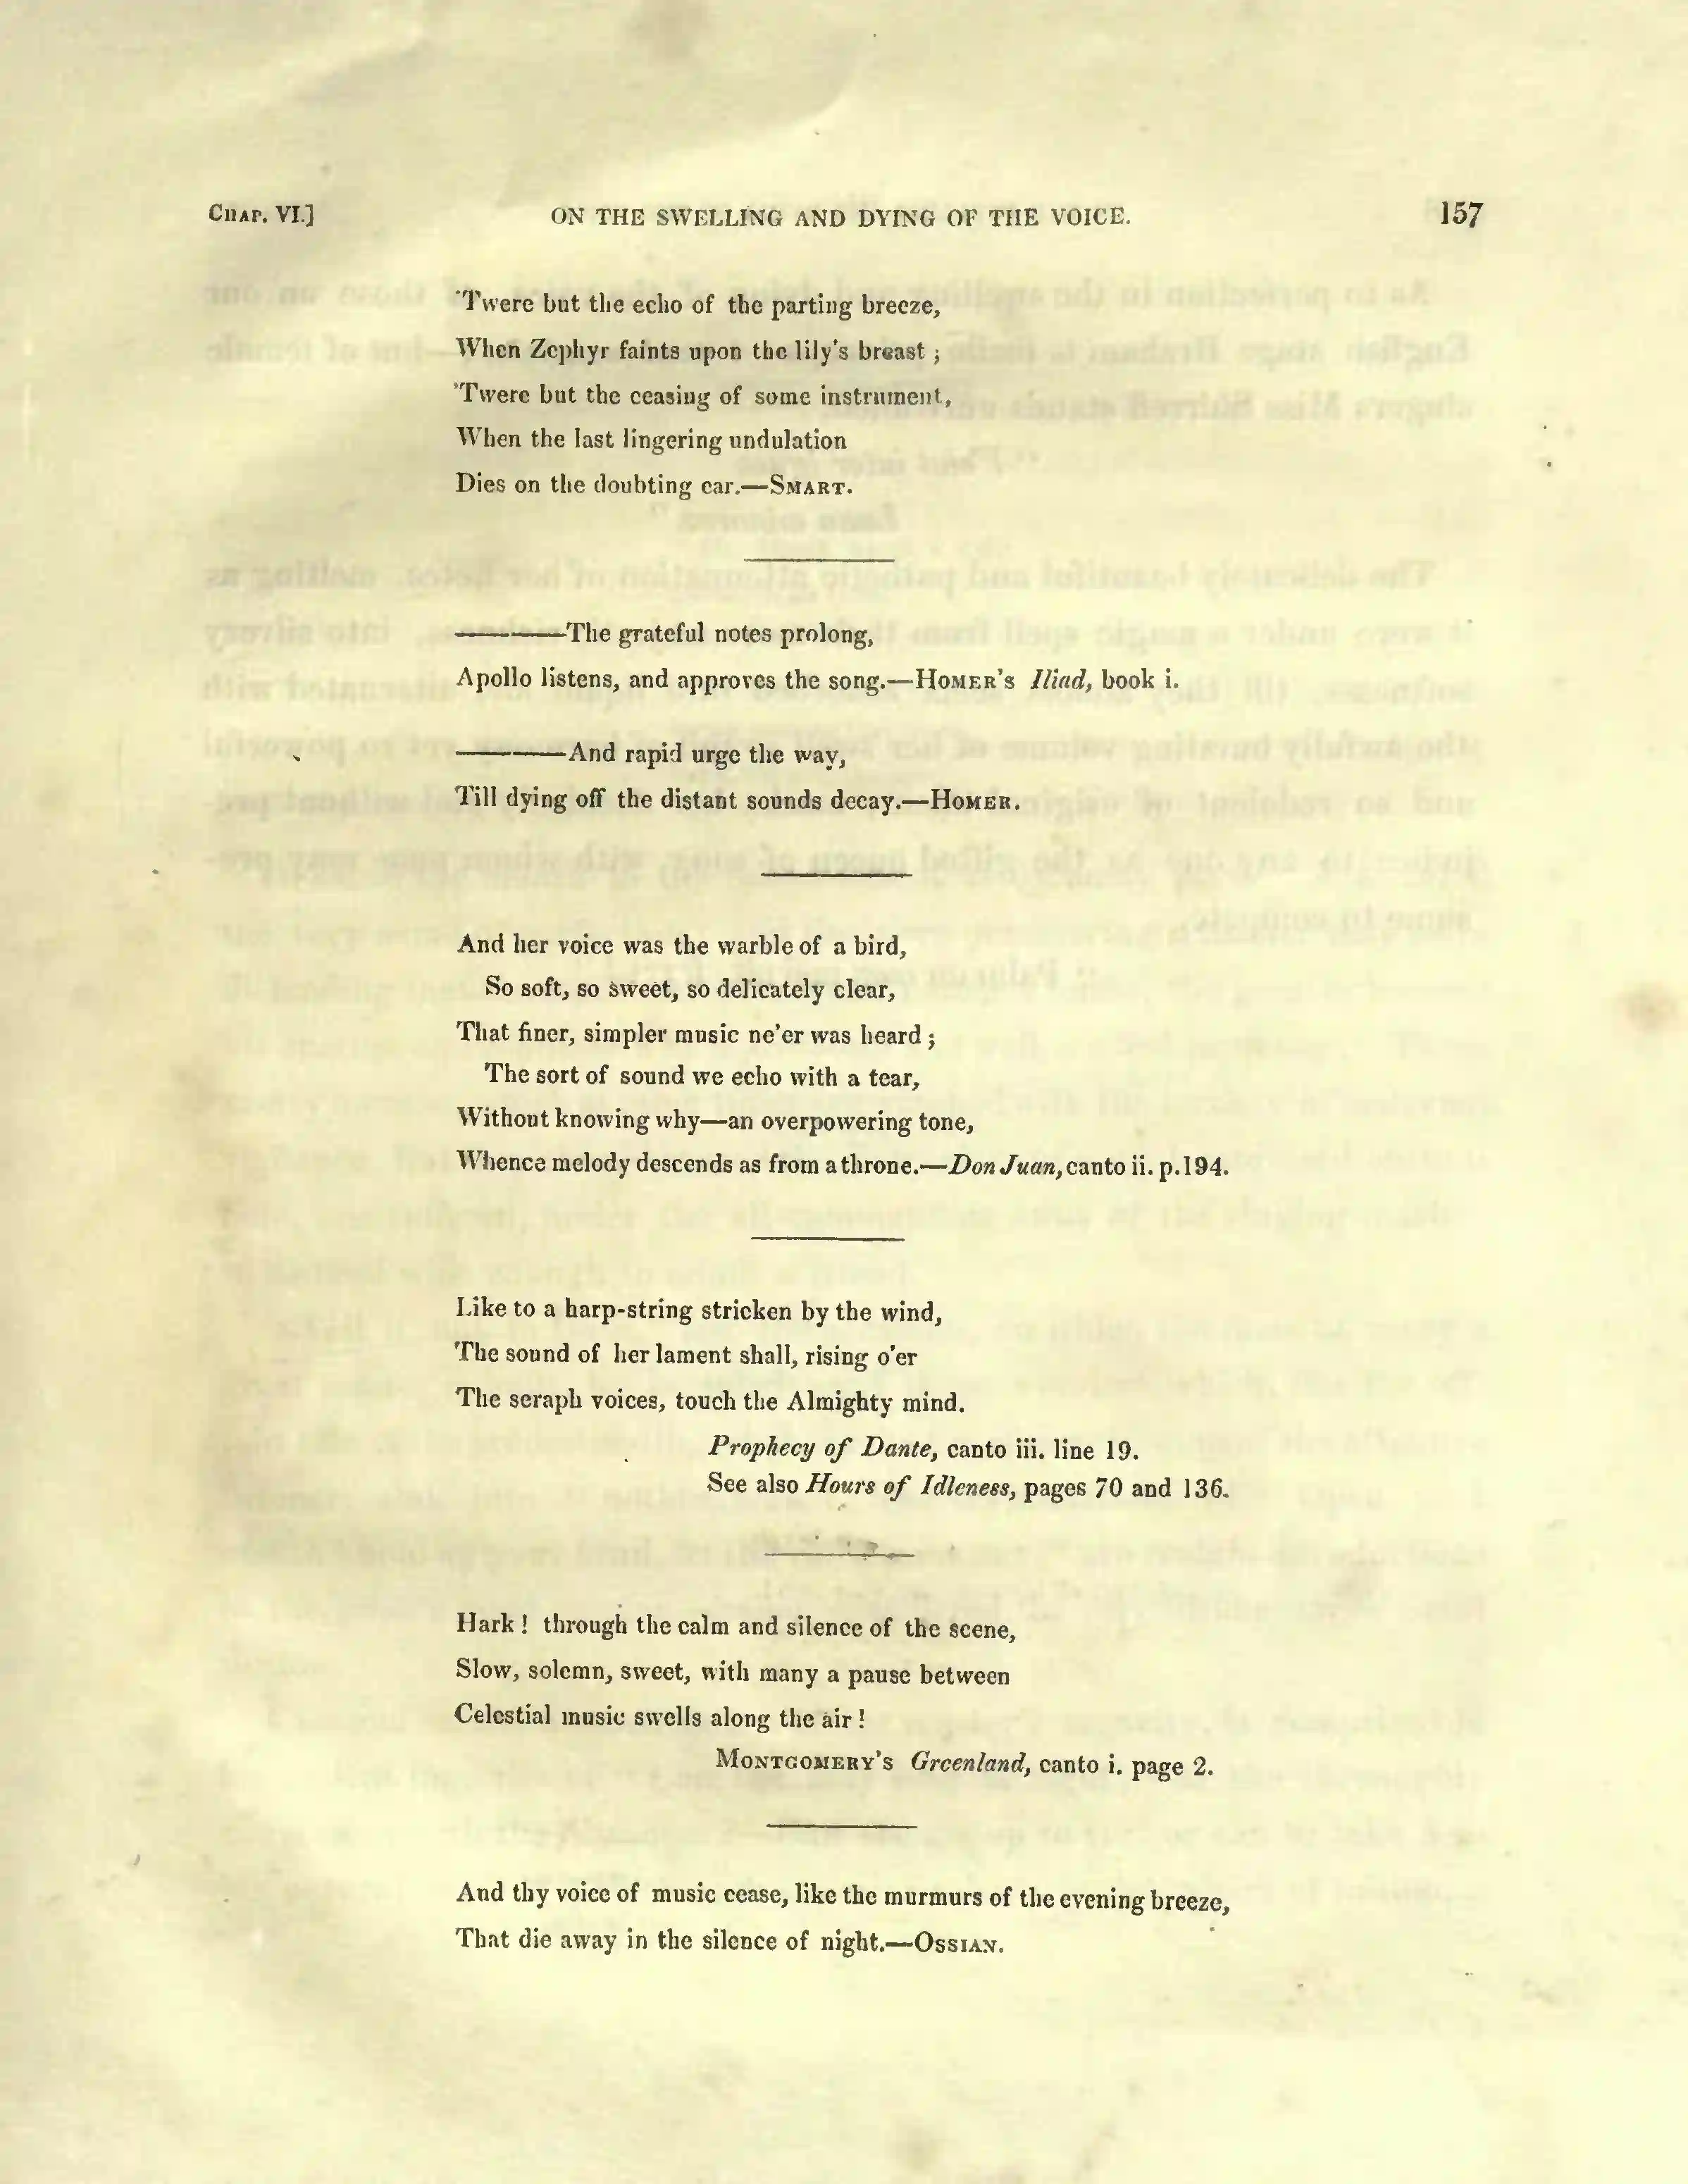 Chap. VI.] ON THE SWELLING AND DYING OF THE VOICE. 157
'Twere but the echo of the parting breeze,
When Zephyr faints upon the lily's breast ;
'Twere but the ceasing of some instrument,
When the last lingering undulation
Dies on the doubting ear.—Smart.
————The grateful notes prolong,
Apollo listens, and approves the song.—Homer's Iliad, book i.
————And rapid urge the way,
Till dying off the distant sounds decay.—Homer.
And her voice was the warble of a bird,
So soft, so sweet, so delicately clear,
That finer, simpler music ne'er was heard ;
The sort of sound we echo with a tear,
Without knowing why—an overpowering tone,
Whence melody descends as from a throne.—Don Juan, canto ii. p. 194.
Like to a harp-string stricken by the wind,
The sound of her lament shall, rising o'er
The seraph voices, touch the Almighty mind.
Prophecy of Dante, canto iii. line 19.
See also Hours of Idleness, pages 70 and 136.
Hark ! through the calm and silence of the scene,
Slow, solemn, sweet, with many a pause between
Celestial music swells along the air !
Montgomery's Greenland, canto i. page 2.
And thy voice of music cease, like the murmurs of the evening breeze,
That die away in the silence of night.—Ossian.